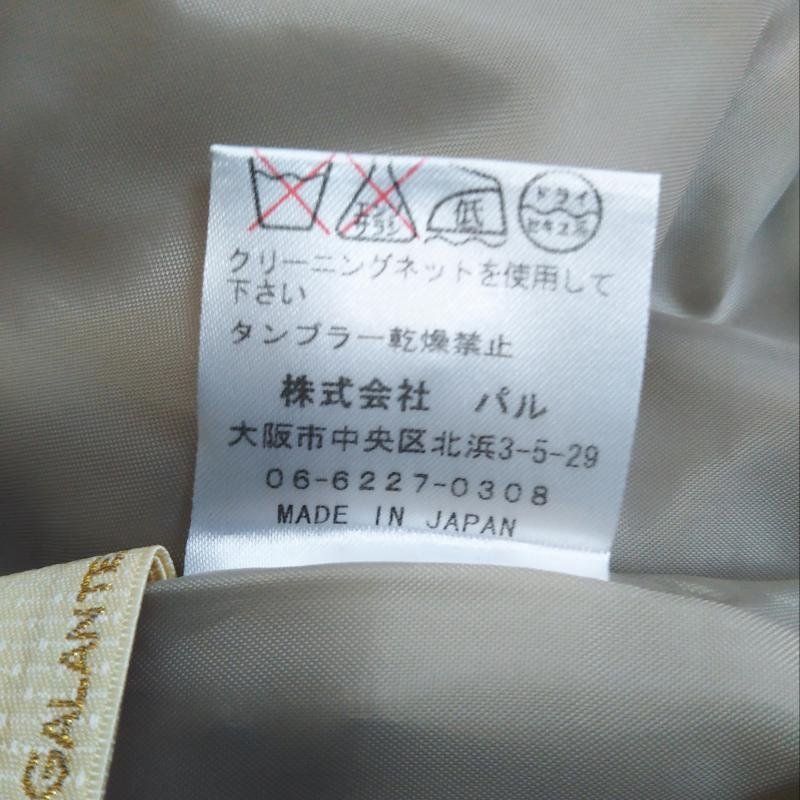 エンソ
サラシ
低
ドライ
セキユ系
クリーニングネットを使用して
下さい
タンブラー乾燥禁止
株式会社 パル
大阪市中央区北浜3-5-29
06-6227-0308
MADE IN JAPAN
GALANTE